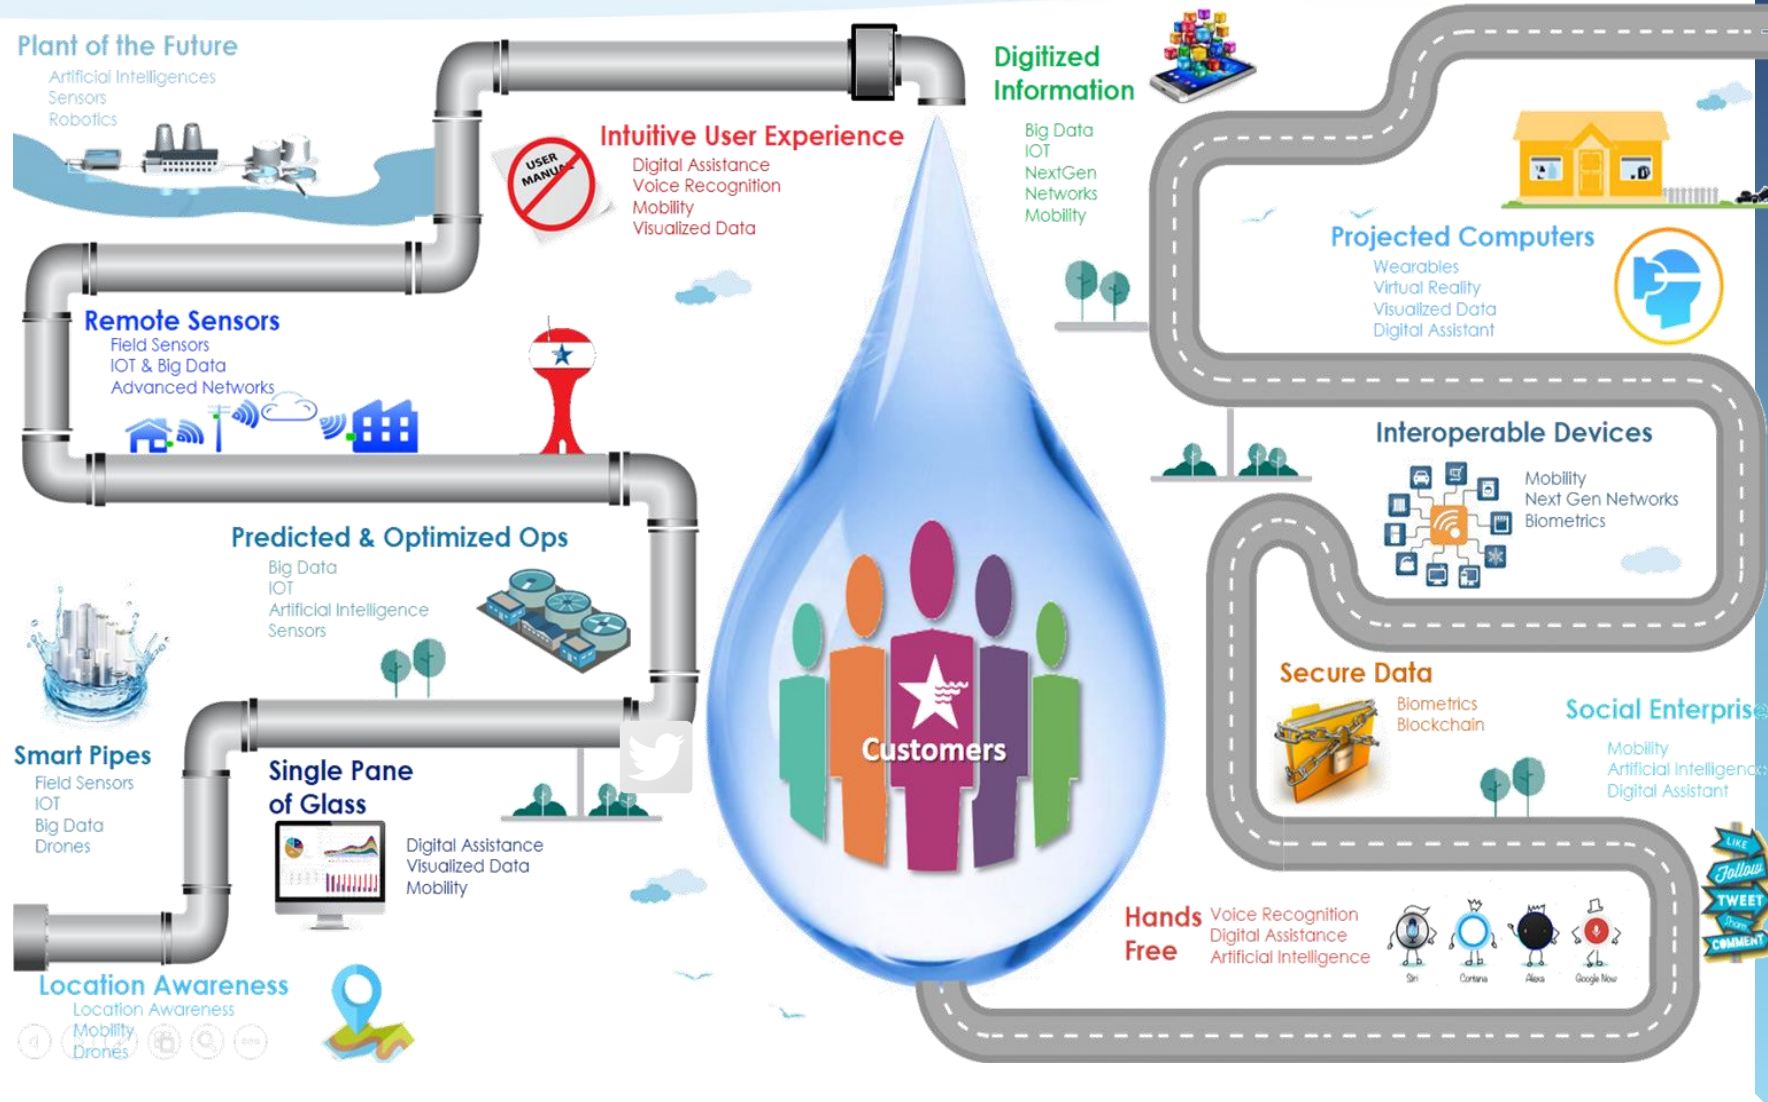 Plant of the Future
Artificial Intelligences
Sensors
Robotics
USER
MANUAL
Intuitive User Experience
Digital Assistance
Voice Recognition
Mobility
Visualized Data
Digitized
Information
Big Data
IOT
NextGen
Networks
Mobility
Projected Computers
Wearables
Virtual Reality
Visualized Data
Digital Assistant
Remote Sensors
Field Sensors
IOT & Big Data
Advanced Networks
Interoperable Devices
Mobility
Next Gen Networks
Biometrics
Predicted & Optimized Ops
Big Data
IOT
Artificial Intelligence
Sensors
Customers
Secure Data
Biometrics
Blockchain
Social Enterprise
Mobility
Artificial Intelligence
Digital Assistant
Smart Pipes
Field Sensors
IOT
Big Data
Drones
Single Pane
of Glass
Digital Assistance
Visualized Data
Mobility
LIKE
Follow
TWEET
Share
COMMENT
Hands
Free
Voice Recognition
Digital Assistance
Artificial Intelligence
Siri
Cortana
Alexa
Google Now
Location Awareness
Location Awareness
Mobility
Drones